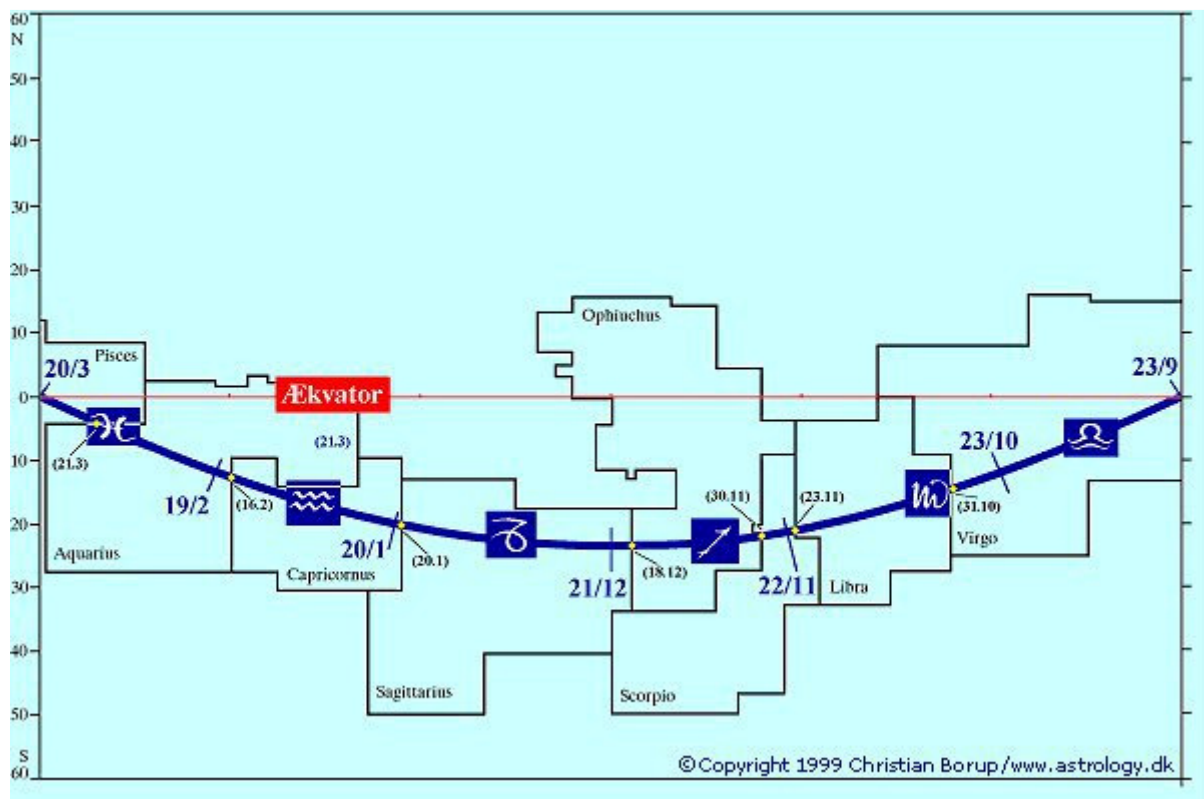 60
N
50
40
30
20
10
0
10
20
30
40
50
S
60
Ophiuchus
Pisces
20/3
Ækvator
23/9
(21.3)
23/10
(21.3)
19/2
(16.2)
(30.11)
(23.11)
(31.10)
Aquarius
20/1
(20.1)
Virgo
Capricornus
21/12
(18.12)
22/11
Libra
Sagittarius
Scorpio
©Copyright 1999 Christian Borup/www.astrology.dk